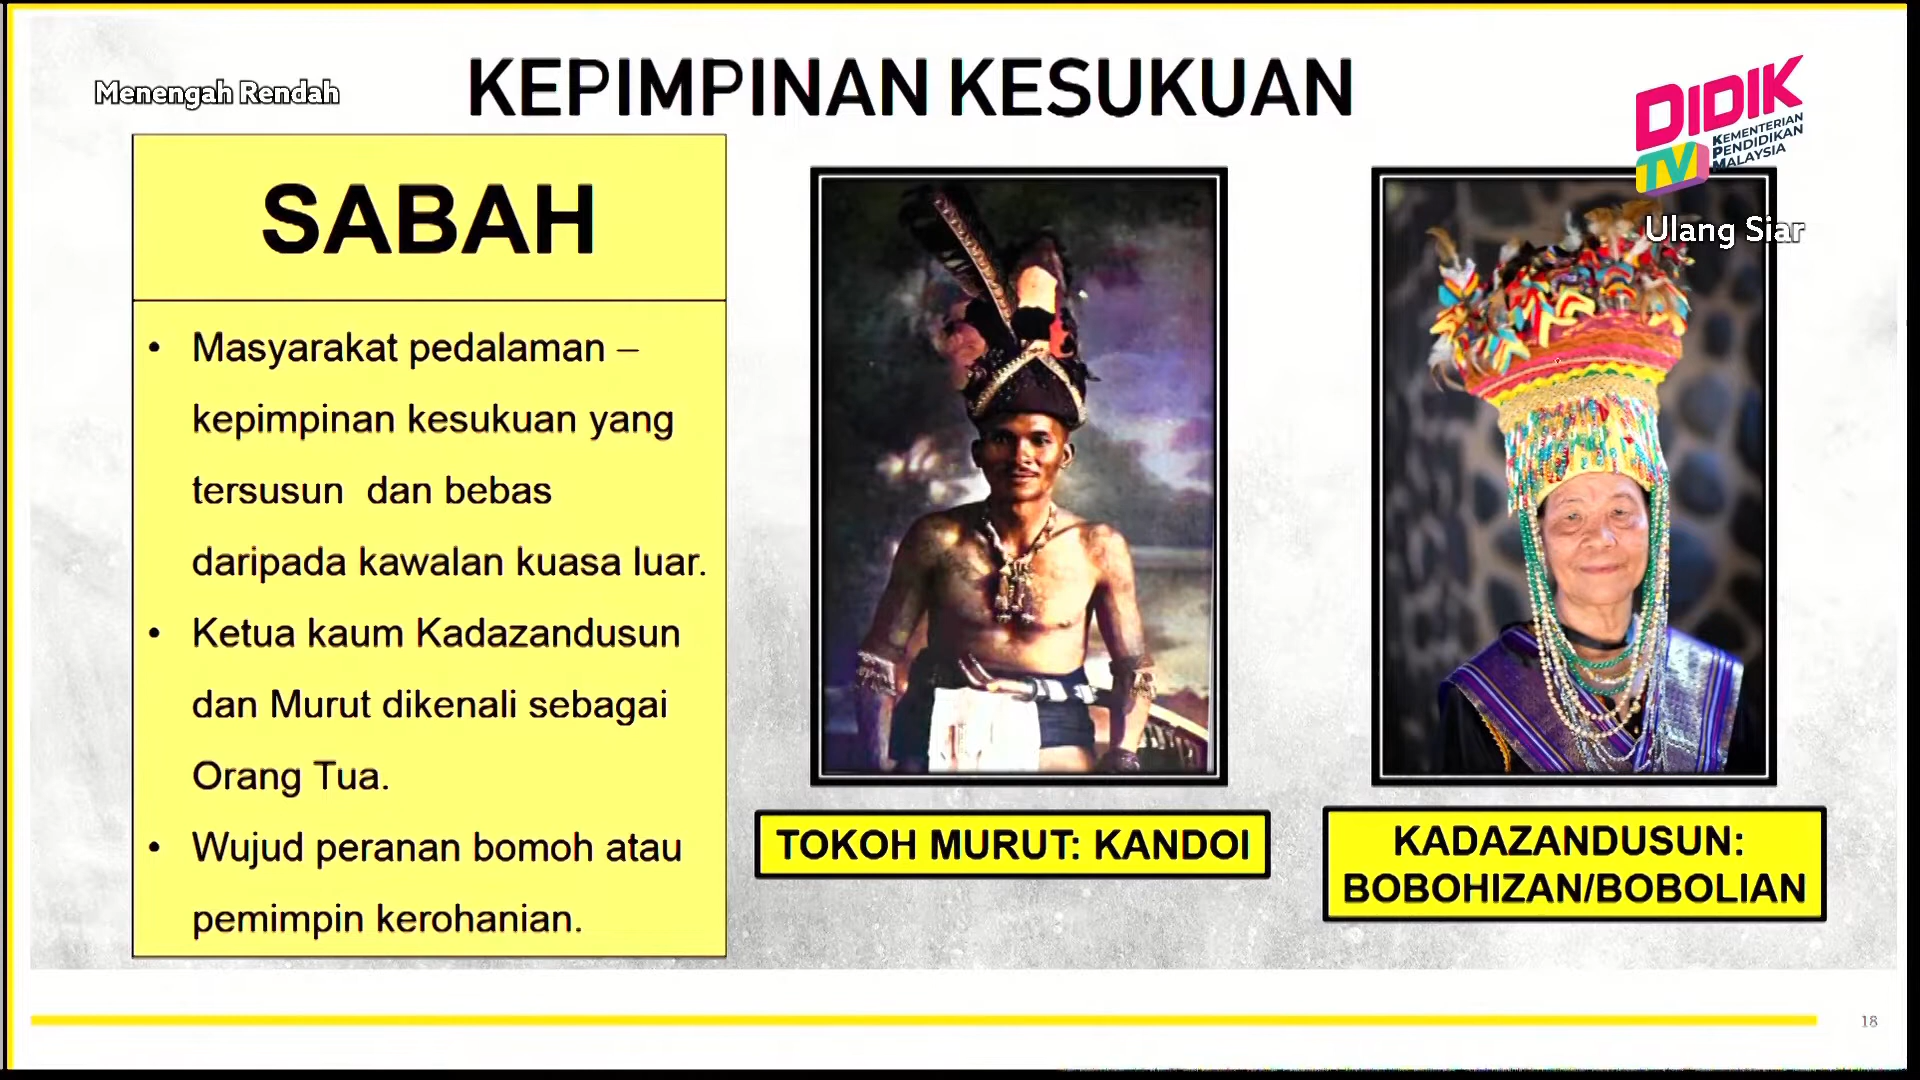 Menengah Rendah
KEPIMPINAN KESUKUAN
DIDIK
TV
KEMENTERIAN
PENDIDIKAN
MALAYSIA
Ulang Siar
SABAH
• Masyarakat pedalaman –
kepimpinan kesukuan yang
tersusun dan bebas
daripada kawalan kuasa luar.
• Ketua kaum Kadazandusun
dan Murut dikenali sebagai
Orang Tua.
• Wujud peranan bomoh atau
pemimpin kerohanian.
TOKOH MURUT: KANDOI
KADAZANDUSUN:
BOBOHIZAN/BOBOLIAN
18